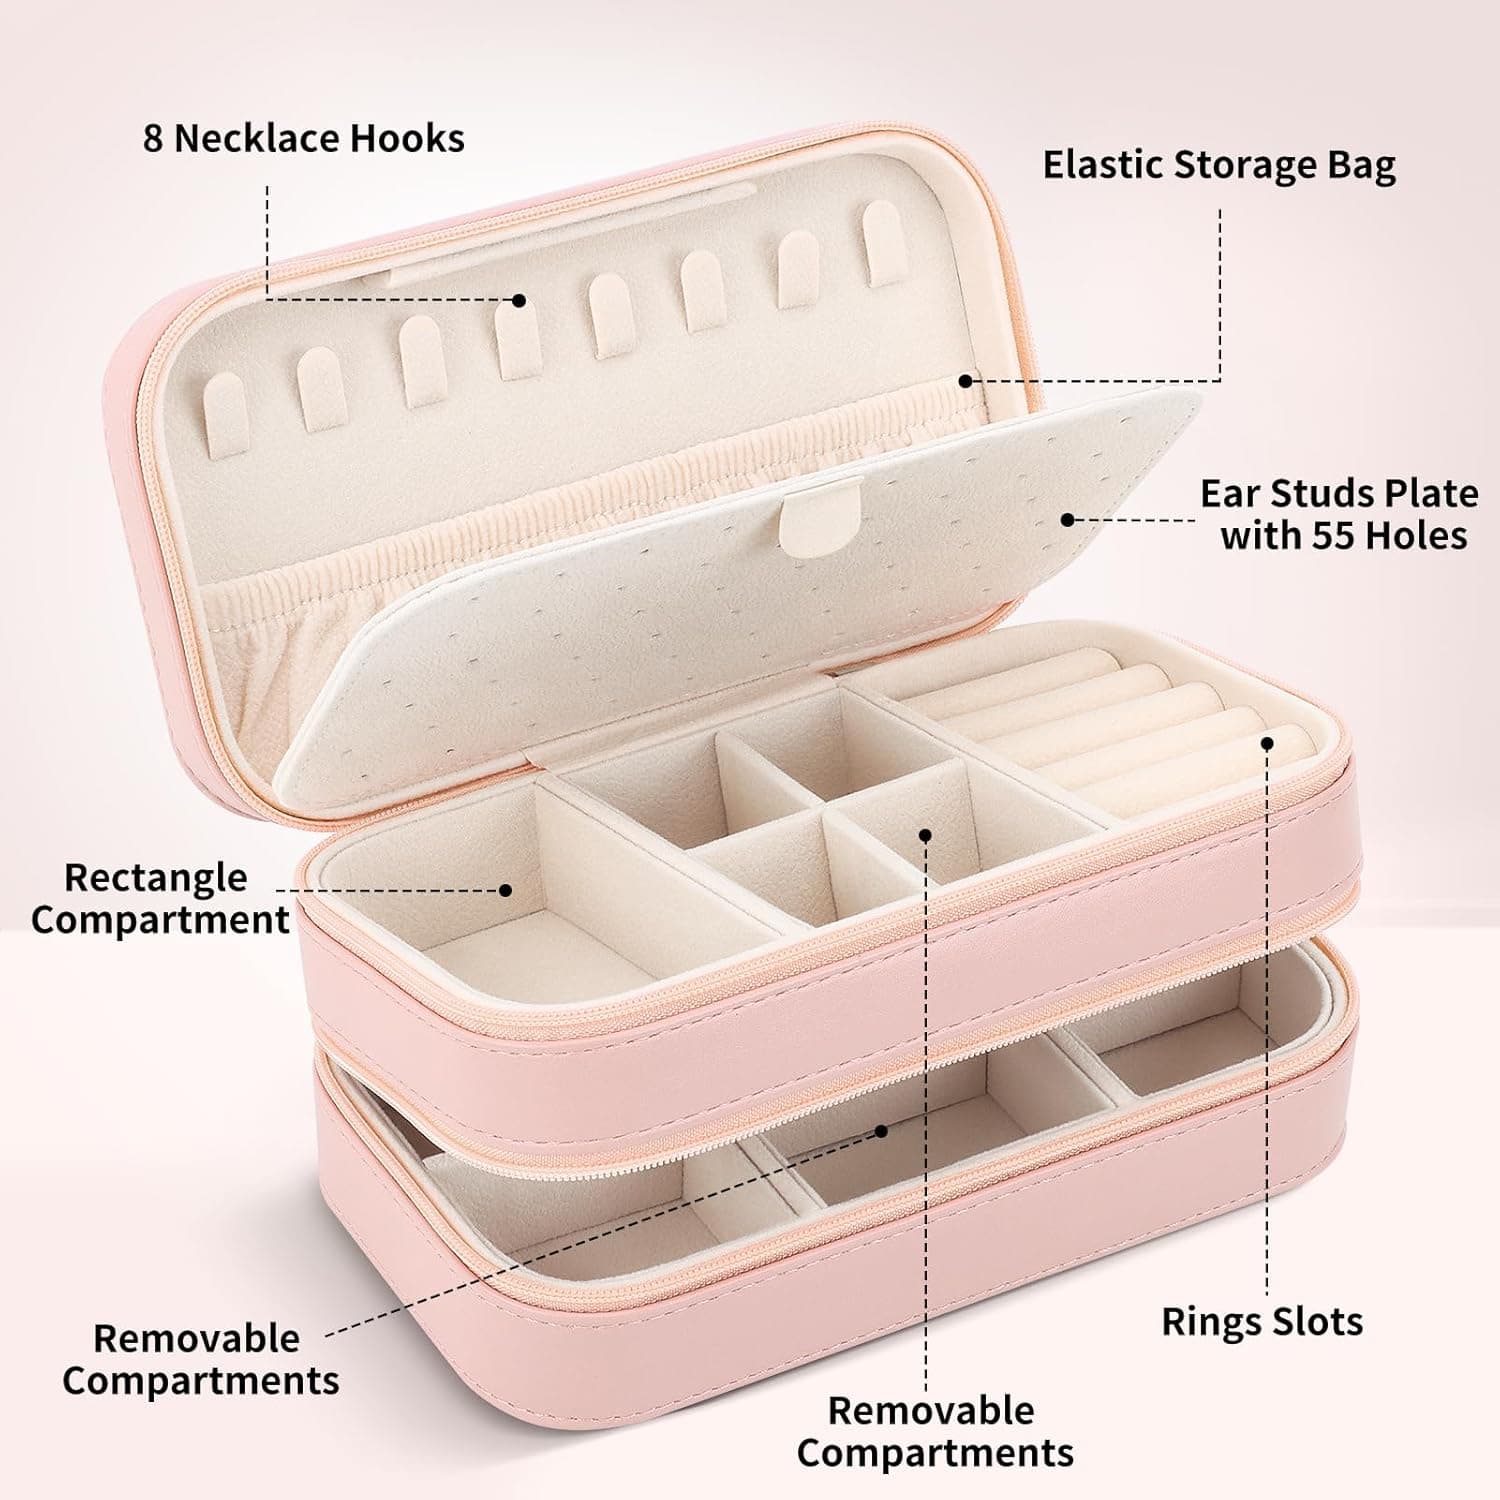 8 Necklace Hooks
Elastic Storage Bag
Ear Studs Plate
with 55 Holes
Rectangle
Compartment
Rings Slots
Removable
Compartments
Removable
Compartments